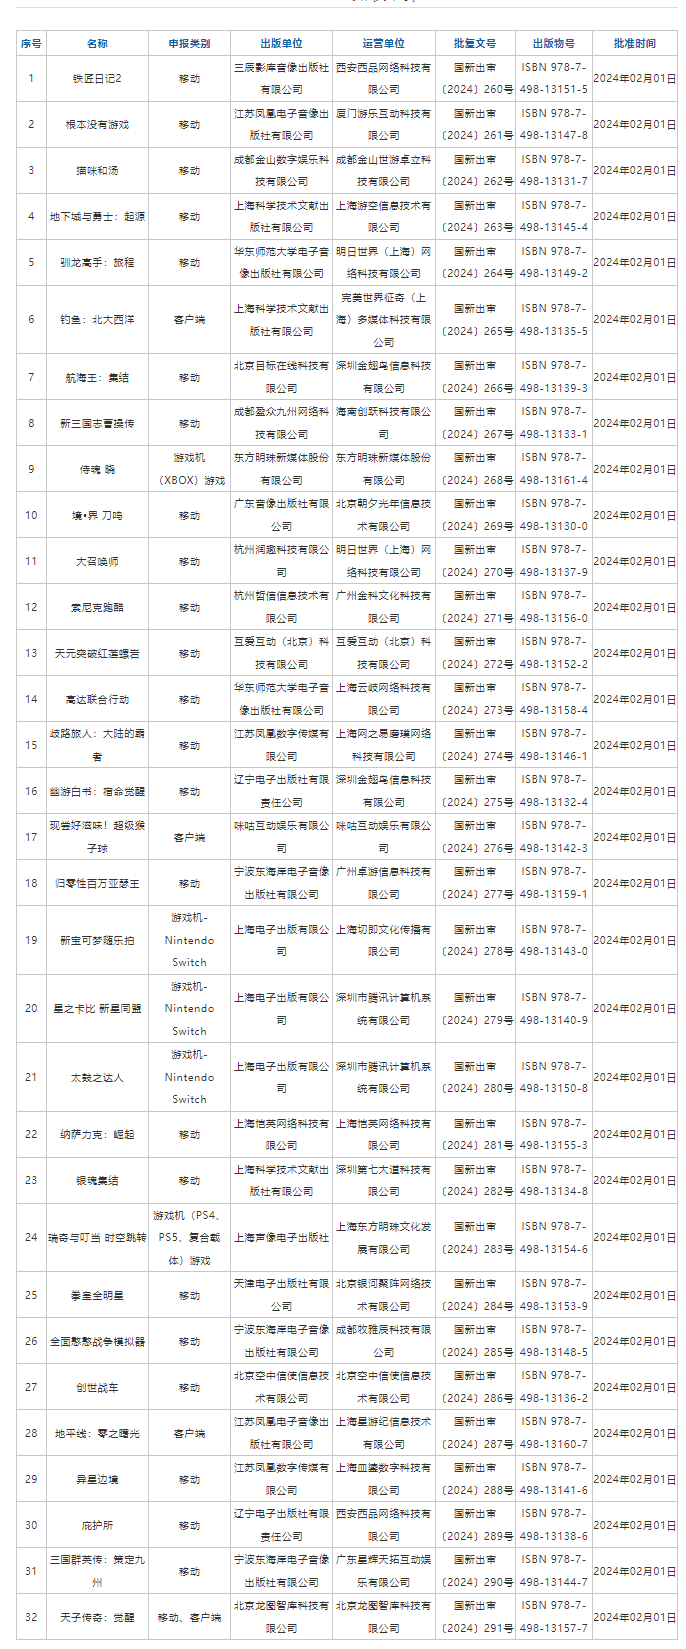 序号 名称 申报类别 出版单位 运营单位 批复文号 出版物号 批准时间
1 铁匠日记2 移动 三辰影库音像出版社有限公司 西安西品网络科技有限公司 国新出审〔2024〕260号 ISBN 978-7-498-13151-5 2024年02月01日
2 根本没有游戏 移动 江苏凤凰电子音像出版社有限公司 厦门游乐互动科技有限公司 国新出审〔2024〕261号 ISBN 978-7-498-13147-8 2024年02月01日
3 猫咪和汤 移动 成都金山数字娱乐科技有限公司 成都金山世游卓立科技有限公司 国新出审〔2024〕262号 ISBN 978-7-498-13131-7 2024年02月01日
4 地下城与勇士：起源 移动 上海科学技术文献出版社有限公司 上海游空信息技术有限公司 国新出审〔2024〕263号 ISBN 978-7-498-13145-4 2024年02月01日
5 驯龙高手：旅程 移动 华东师范大学电子音像出版社有限公司 明日世界（上海）网络科技有限公司 国新出审〔2024〕264号 ISBN 978-7-498-13149-2 2024年02月01日
6 钓鱼：北大西洋 客户端 上海科学技术文献出版社有限公司 完美世界征奇（上海）多媒体科技有限公司 国新出审〔2024〕265号 ISBN 978-7-498-13135-5 2024年02月01日
7 航海王：集结 移动 北京目标在线科技有限公司 深圳金翅鸟信息科技有限公司 国新出审〔2024〕266号 ISBN 978-7-498-13139-3 2024年02月01日
8 新三国志曹操传 移动 成都盈众九州网络科技有限公司 海南创跃科技有限公司 国新出审〔2024〕267号 ISBN 978-7-498-13133-1 2024年02月01日
9 侍魂 晓 游戏机（XBOX）游戏 东方明珠新媒体股份有限公司 东方明珠新媒体股份有限公司 国新出审〔2024〕268号 ISBN 978-7-498-13161-4 2024年02月01日
10 境•界 刀鸣 移动 广东音像出版社有限公司 北京朝夕光年信息技术有限公司 国新出审〔2024〕269号 ISBN 978-7-498-13130-0 2024年02月01日
11 大召唤师 移动 杭州润趣科技有限公司 明日世界（上海）网络科技有限公司 国新出审〔2024〕270号 ISBN 978-7-498-13137-9 2024年02月01日
12 索尼克跑酷 移动 杭州哲信信息技术有限公司 广州金科文化科技有限公司 国新出审〔2024〕271号 ISBN 978-7-498-13156-0 2024年02月01日
13 天元突破红莲螺岩 移动 互爱互动（北京）科技有限公司 互爱互动（北京）科技有限公司 国新出审〔2024〕272号 ISBN 978-7-498-13152-2 2024年02月01日
14 高达联合行动 移动 华东师范大学电子音像出版社有限公司 上海云岐网络科技有限公司 国新出审〔2024〕273号 ISBN 978-7-498-13158-4 2024年02月01日
15 歧路旅人：大陆的霸者 移动 江苏凤凰数字传媒有限公司 上海网之易磨璞网络科技有限公司 国新出审〔2024〕274号 ISBN 978-7-498-13146-1 2024年02月01日
16 幽游白书：宿命觉醒 移动 辽宁电子出版社有限责任公司 深圳金翅鸟信息科技有限公司 国新出审〔2024〕275号 ISBN 978-7-498-13132-4 2024年02月01日
17 现尝好滋味！超级猴子球 客户端 咪咕互动娱乐有限公司 咪咕互动娱乐有限公司 国新出审〔2024〕276号 ISBN 978-7-498-13142-3 2024年02月01日
18 归零性百万亚瑟王 移动 宁波东海岸电子音像出版社有限公司 广州卓游信息科技有限公司 国新出审〔2024〕277号 ISBN 978-7-498-13159-1 2024年02月01日
19 新宝可梦随乐拍 游戏机-Nintendo Switch 上海电子出版有限公司 上海切即文化传播有限公司 国新出审〔2024〕278号 ISBN 978-7-498-13143-0 2024年02月01日
20 星之卡比 新星同盟 游戏机-Nintendo Switch 上海电子出版有限公司 深圳市腾讯计算机系统有限公司 国新出审〔2024〕279号 ISBN 978-7-498-13140-9 2024年02月01日
21 太鼓之达人 游戏机-Nintendo Switch 上海电子出版有限公司 深圳市腾讯计算机系统有限公司 国新出审〔2024〕280号 ISBN 978-7-498-13150-8 2024年02月01日
22 纳萨力克：崛起 移动 上海恺英网络科技有限公司 上海恺英网络科技有限公司 国新出审〔2024〕281号 ISBN 978-7-498-13155-3 2024年02月01日
23 银魂集结 移动 上海科学技术文献出版社有限公司 深圳第七大道科技有限公司 国新出审〔2024〕282号 ISBN 978-7-498-13134-8 2024年02月01日
24 瑞奇与叮当 时空跳转 游戏机（PS4、PS5、复合载体）游戏 上海声像电子出版社 上海东方明珠文化发展有限公司 国新出审〔2024〕283号 ISBN 978-7-498-13154-6 2024年02月01日
25 拳皇全明星 移动 天津电子出版社有限公司 北京银河聚阵网络技术有限公司 国新出审〔2024〕284号 ISBN 978-7-498-13153-9 2024年02月01日
26 全面憨憨战争模拟器 移动 宁波东海岸电子音像出版社有限公司 成都牧雅辰科技有限公司 国新出审〔2024〕285号 ISBN 978-7-498-13148-5 2024年02月01日
27 创世战车 移动 北京空中信使信息技术有限公司 北京空中信使信息技术有限公司 国新出审〔2024〕286号 ISBN 978-7-498-13136-2 2024年02月01日
28 地平线：零之曙光 客户端 江苏凤凰电子音像出版社有限公司 上海星游纪信息技术有限公司 国新出审〔2024〕287号 ISBN 978-7-498-13160-7 2024年02月01日
29 异星边境 移动 江苏凤凰数字传媒有限公司 上海皿鎏数字科技有限公司 国新出审〔2024〕288号 ISBN 978-7-498-13141-6 2024年02月01日
30 庇护所 移动 辽宁电子出版社有限责任公司 西安西品网络科技有限公司 国新出审〔2024〕289号 ISBN 978-7-498-13138-6 2024年02月01日
31 三国群英传：策定九州 移动 宁波东海岸电子音像出版社有限公司 广东星辉天拓互动娱乐有限公司 国新出审〔2024〕290号 ISBN 978-7-498-13144-7 2024年02月01日
32 天子传奇：觉醒 移动、客户端 北京龙图智库科技有限公司 北京龙图智库科技有限公司 国新出审〔2024〕291号 ISBN 978-7-498-13157-7 2024年02月01日